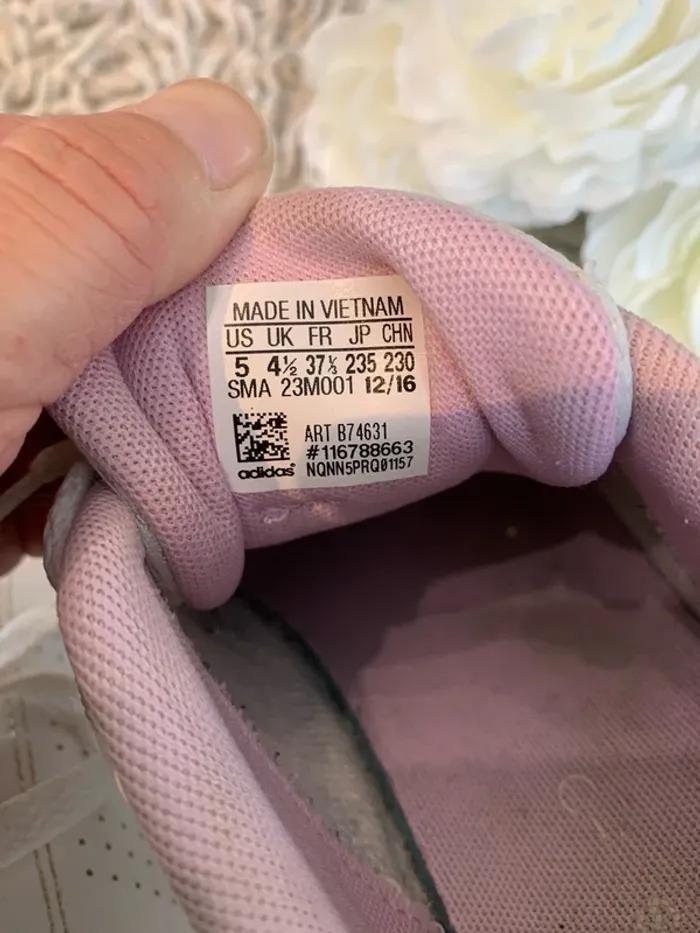 MADE IN VIETNAM
US UK FR JP CHN
5 4½ 37⅓ 235 230
SMA 23M001 12/16
ART B74631
#116788663
adidas® NQNN5PRQ01157